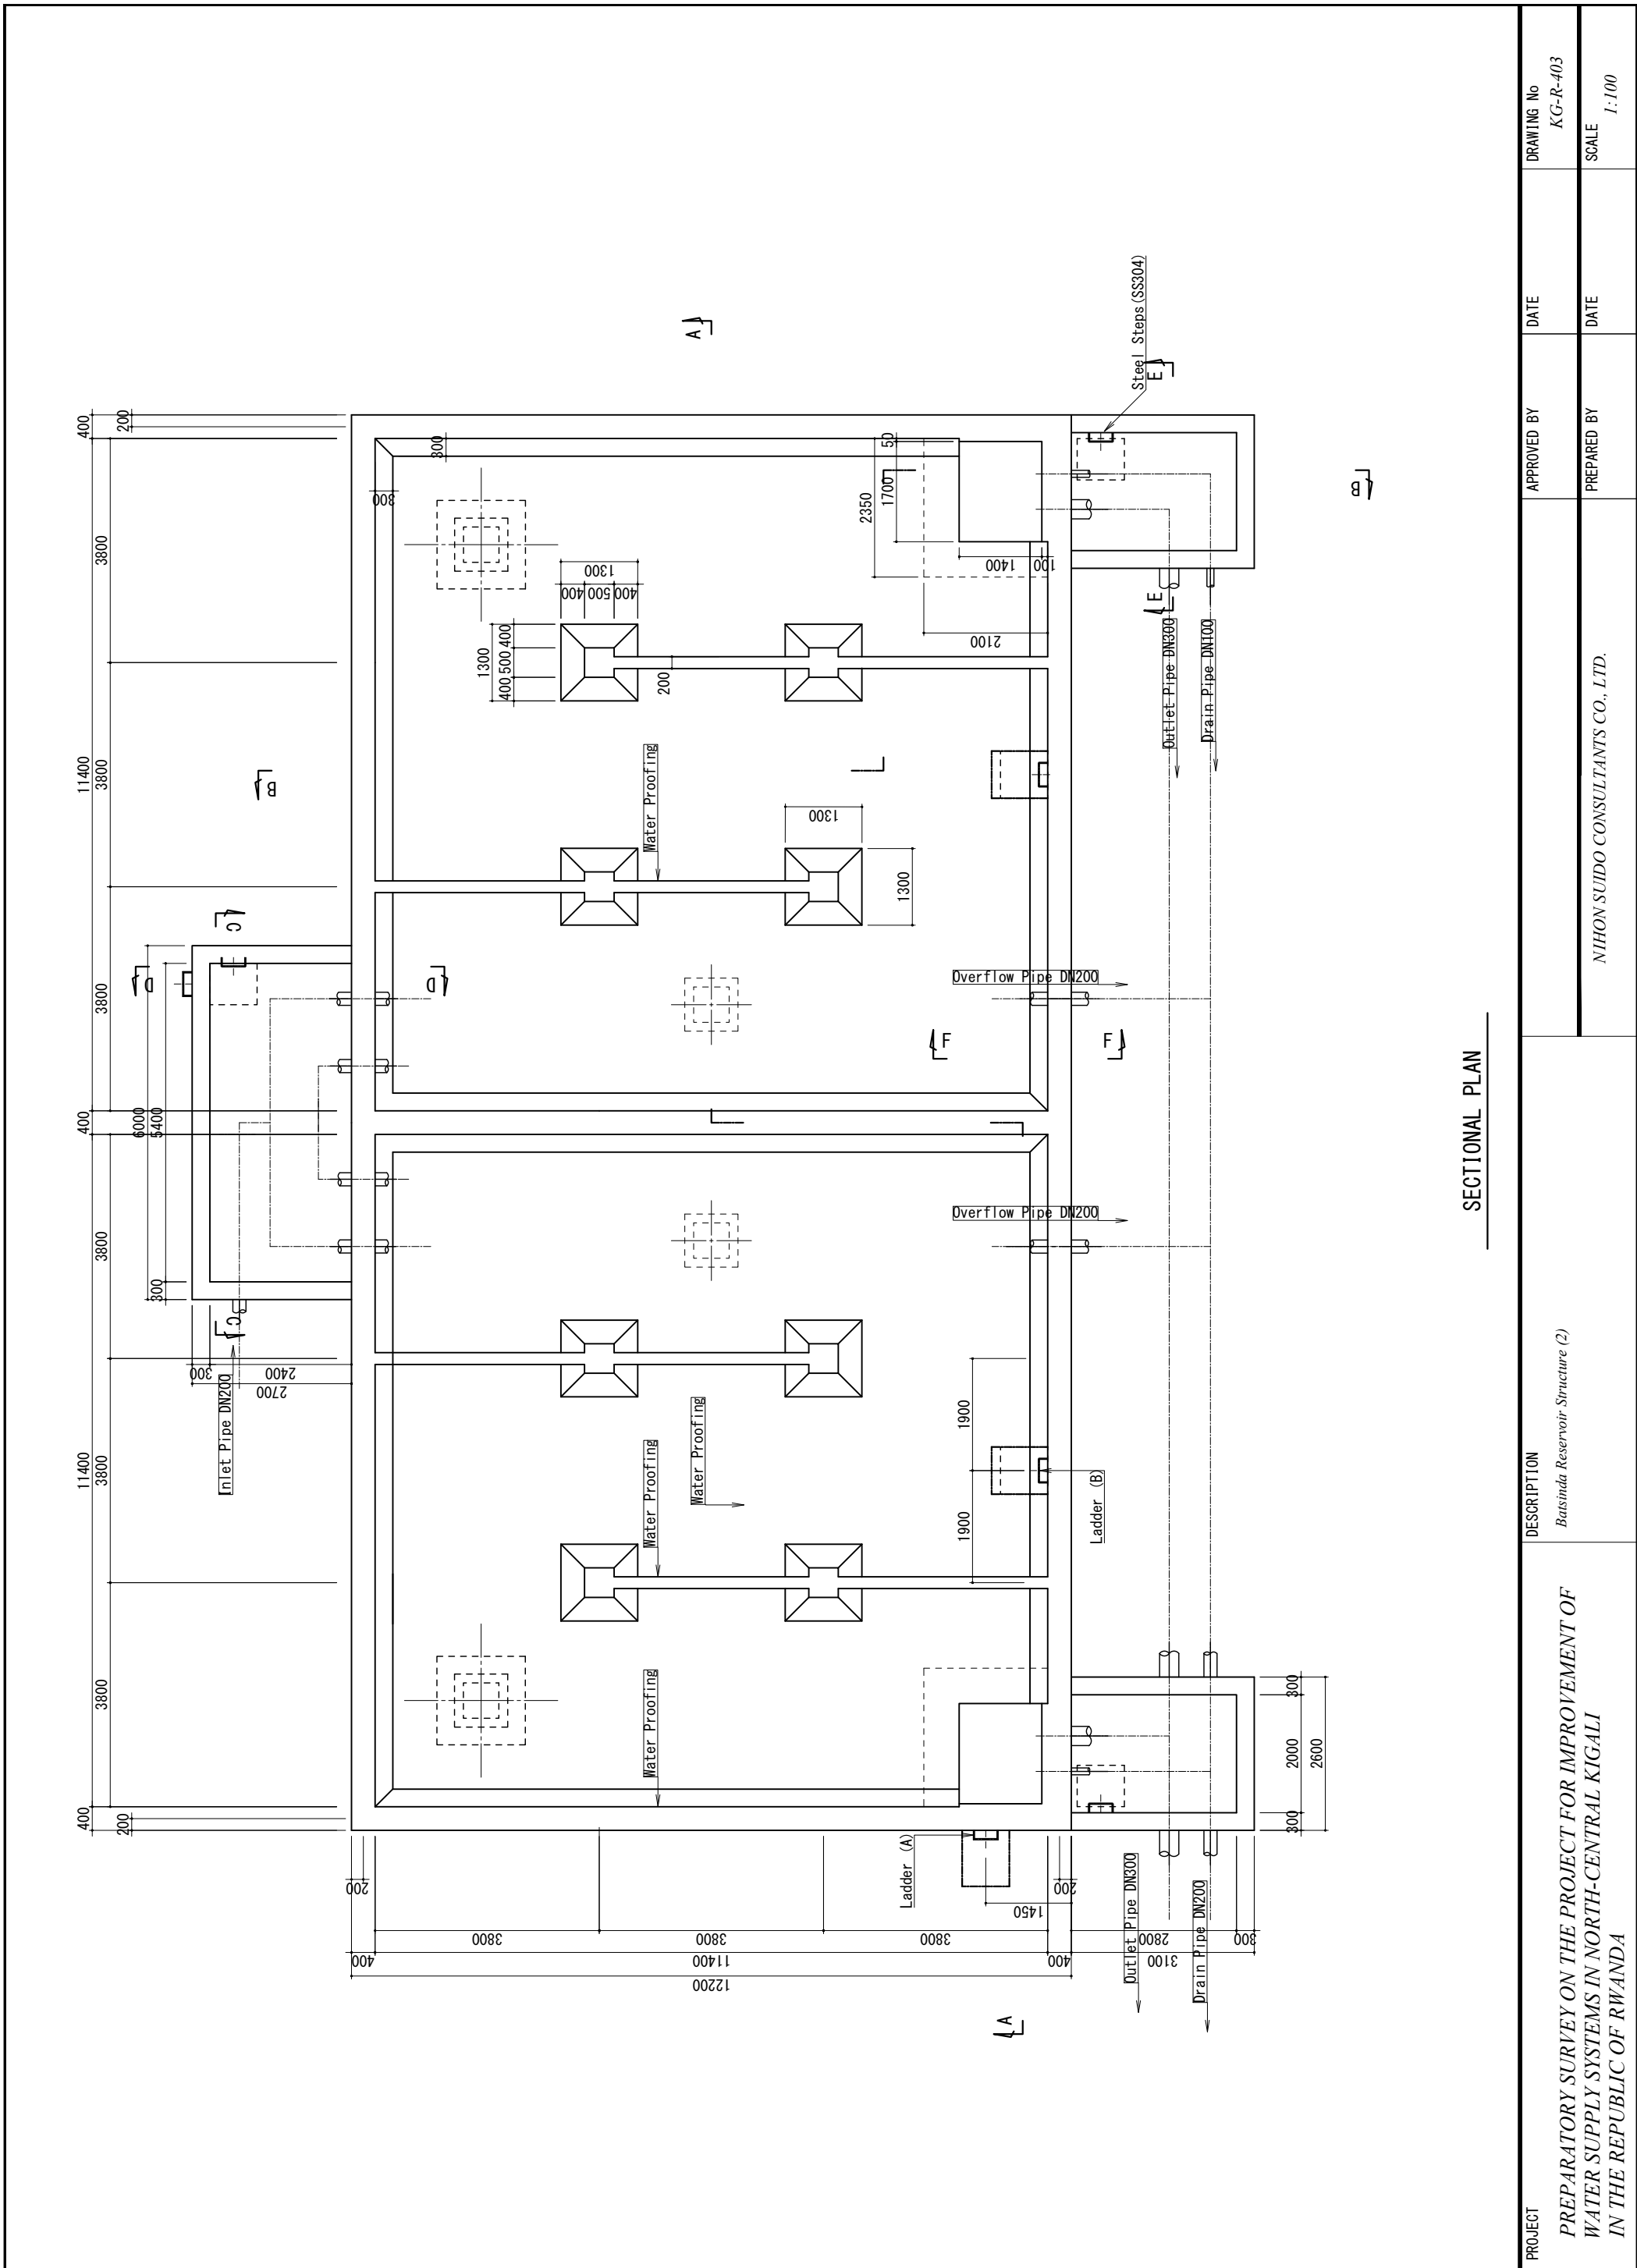 400
11400
400
11400
400
3800
3800
3800
3800
3800
3800
200
200
6000
5400
300
D
D
B
C
C
300
2400
2700
Inlet Pipe DN200
300
300
1300
400 500 400
1300
400
500
400
200
Water Proofing
Water Proofing
Water Proofing
Water Proofing
A
1300
1300
2350
1700
50
1400
100
2100
200
400
3800
3800
3800
11400
12200
400
200
1450
Ladder (A)
Overflow Pipe DN200
Overflow Pipe DN200
F
F
1900
1900
Ladder (B)
A
Steel Steps(SS304)
E
E
Outlet Pipe DN300
Drain Pipe DN200
2800
3100
300
Outlet Pipe DN300
Drain Pipe DN100
300
2000
300
2600
B
SECTIONAL PLAN
PROJECT
PREPARATORY SURVEY ON THE PROJECT FOR IMPROVEMENT OF
WATER SUPPLY SYSTEMS IN NORTH-CENTRAL KIGALI
IN THE REPUBLIC OF RWANDA
DESCRIPTION
Batsinda Reservoir Structure (2)
NIHON SUIDO CONSULTANTS CO., LTD.
APPROVED BY
DATE
DRAWING No
KG-R-403
PREPARED BY
DATE
SCALE
1:100